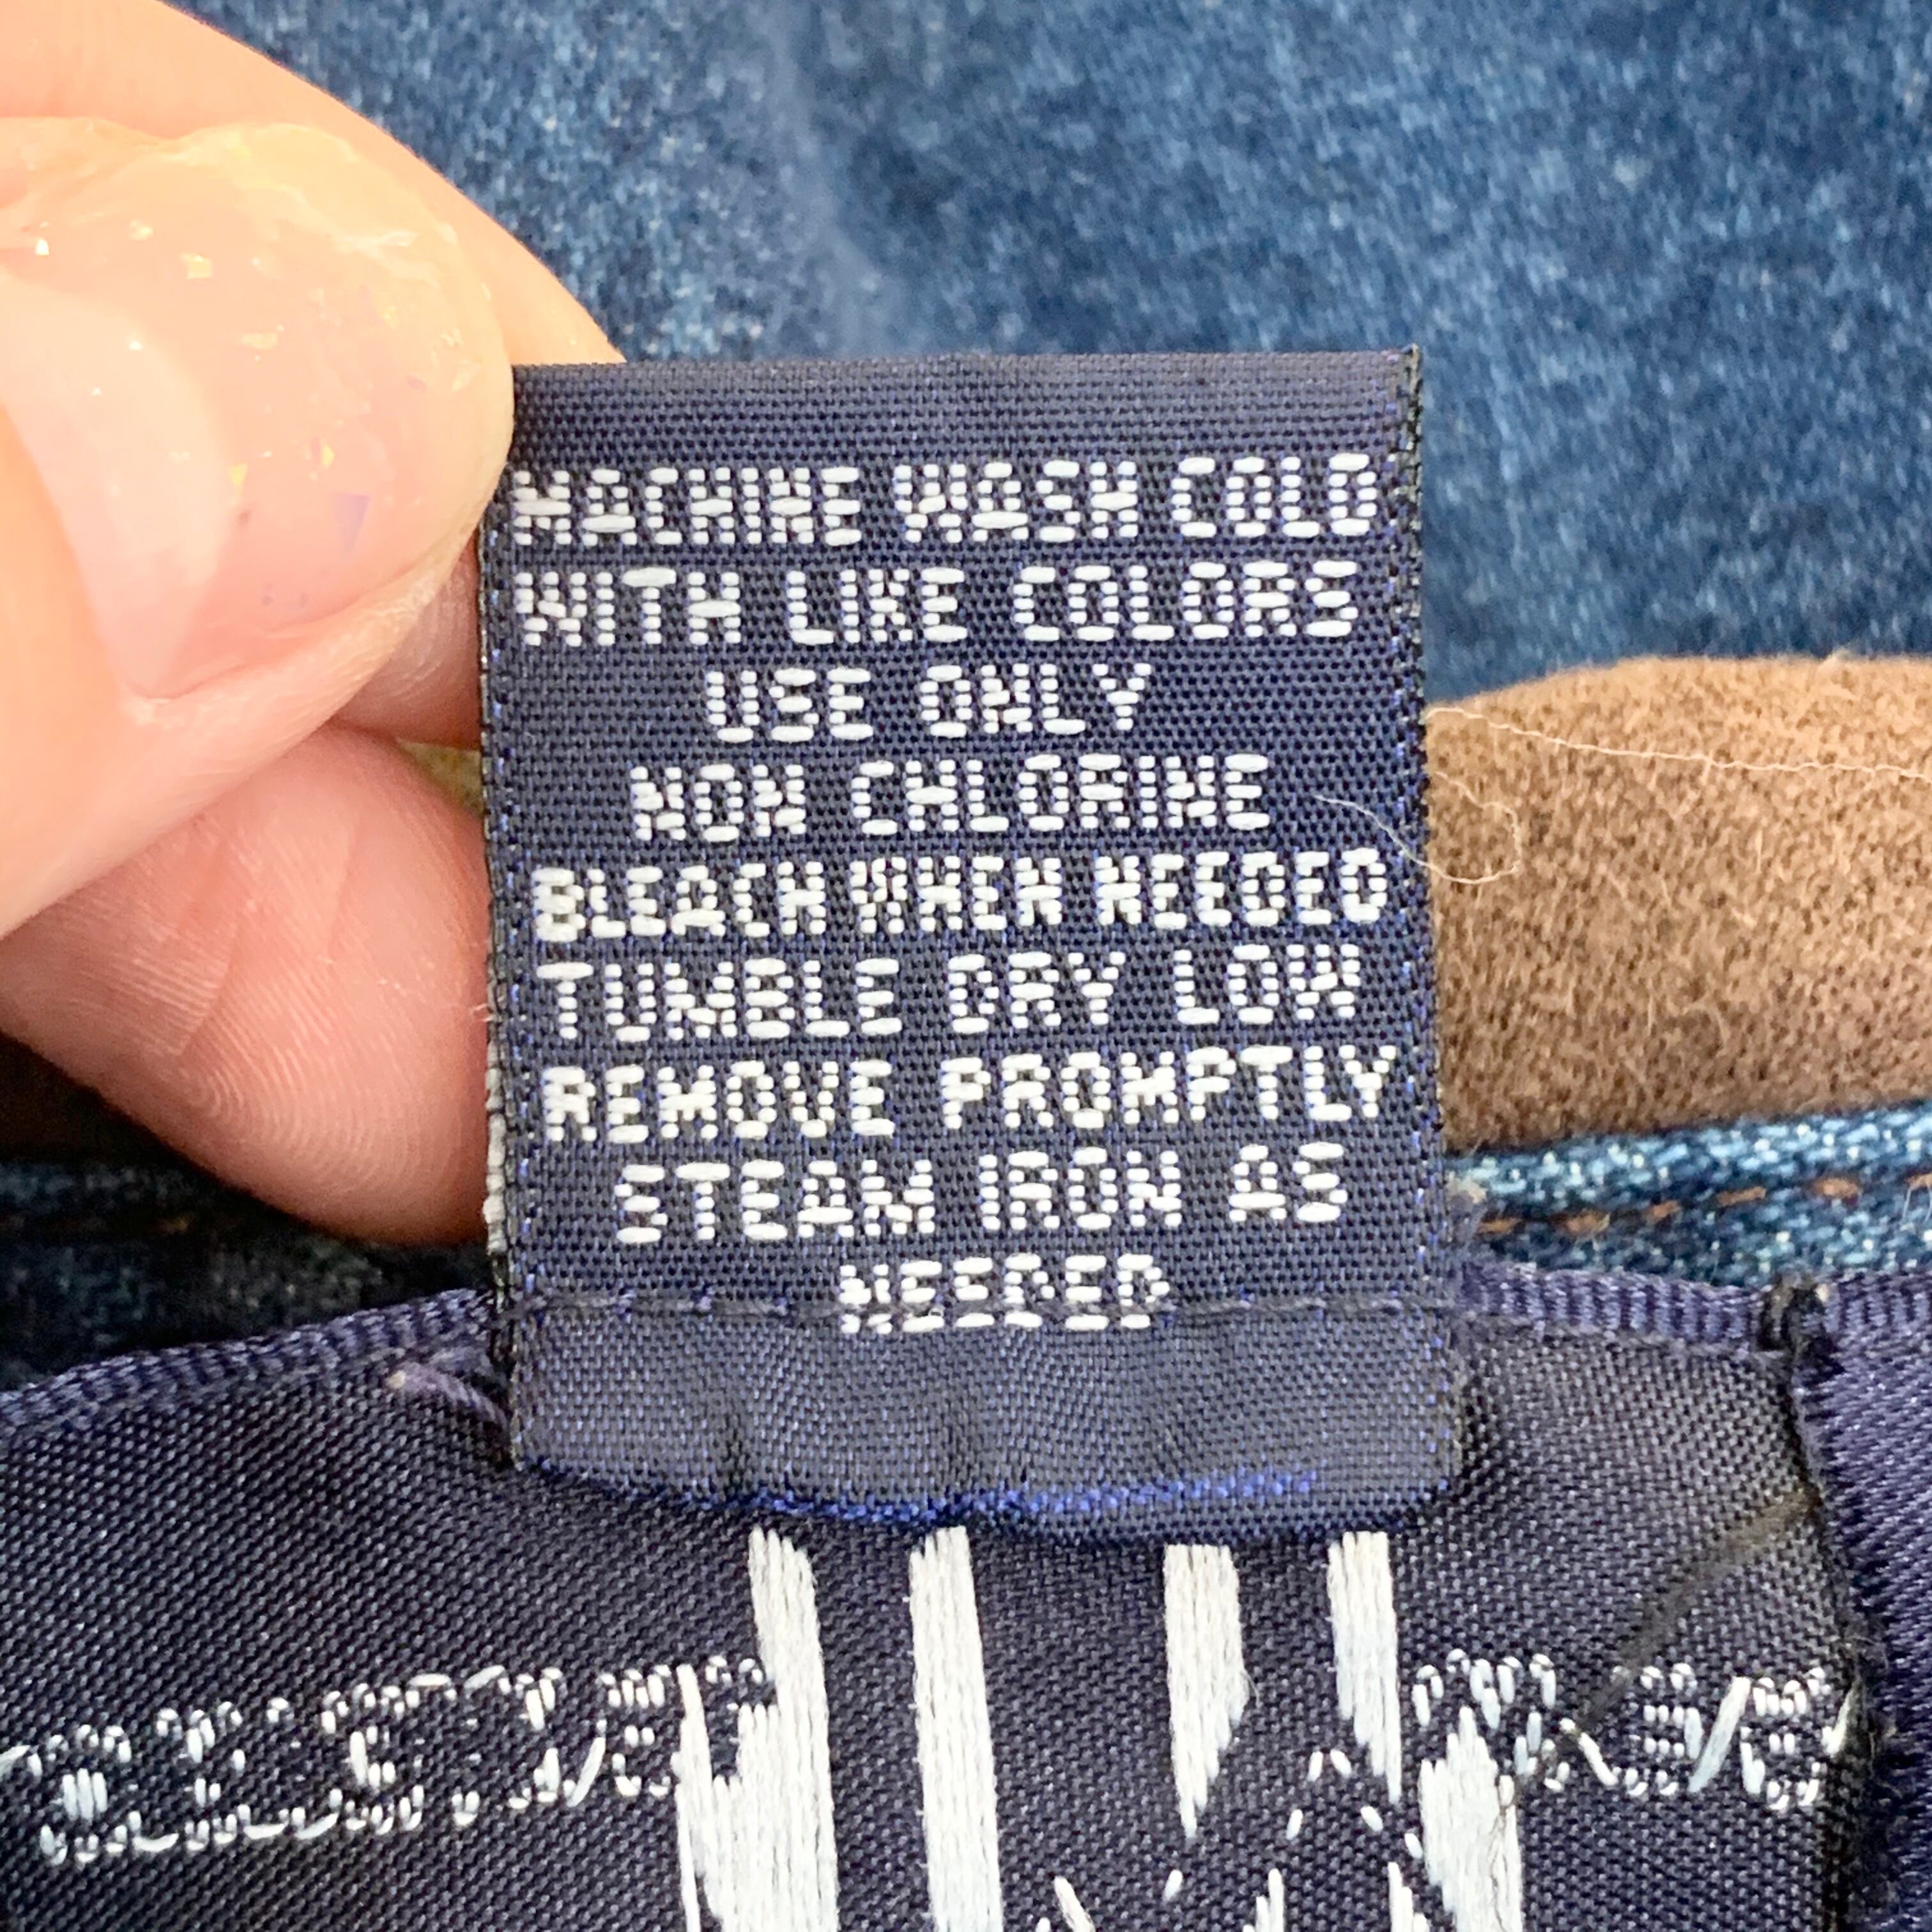 MACHINE WASH COLD
WITH LIKE COLORS
USE ONLY
NON CHLORINE
BLEACH WHEN NEEDED
TUMBLE DRY LOW
REMOVE PROMPTLY
STEAM IRON AS
NEEDED